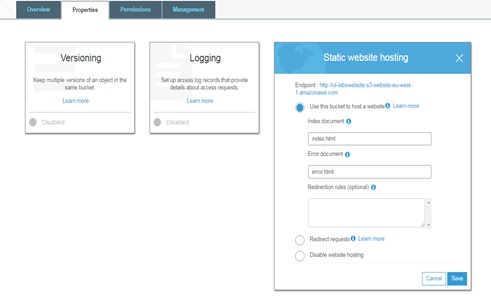 Overview Properties Permissions Management
Versioning
Keep multiple versions of an object in the
same bucket
Learn more
Disabled
Logging
Set up access log records that provide
details about access requests
Learn more
Disabled
Static website hosting
Endpoint : http://ul-labswebsite.s3-website-eu-west-
1.amazonaws.com
Use this bucket to host a website Learn more
Index document
index.html
Error document
error.html
Redirection rules (optional)
Redirect requests Learn more
Disable website hosting
Cancel Save